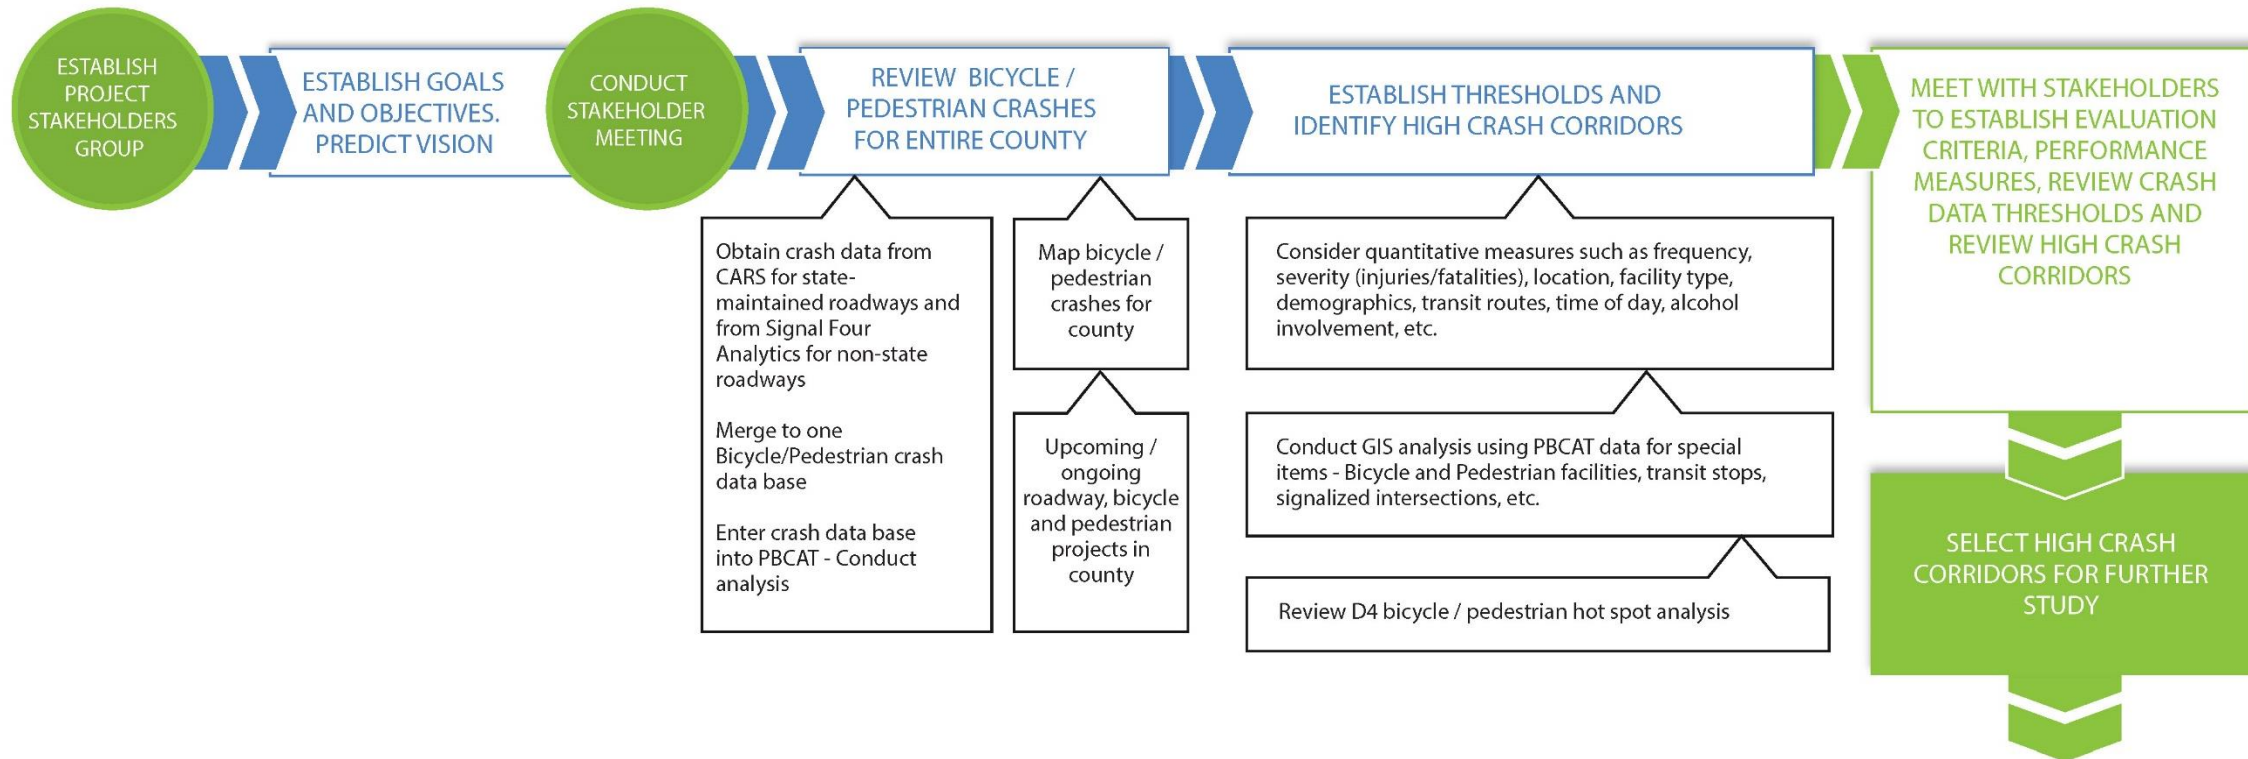 ESTABLISH
PROJECT
STAKEHOLDERS
GROUP
ESTABLISH GOALS
AND OBJECTIVES.
PREDICT VISION
CONDUCT
STAKEHOLDER
MEETING
REVIEW BICYCLE /
PEDESTRIAN CRASHES
FOR ENTIRE COUNTY
Obtain crash data from
CARS for state-
maintained roadways and
from Signal Four
Analytics for non-state
roadways
Merge to one
Bicycle/Pedestrian crash
data base
Enter crash data base
into PBCAT - Conduct
analysis
Map bicycle /
pedestrian
crashes for
county
Upcoming /
ongoing
roadway, bicycle
and pedestrian
projects in
county
ESTABLISH THRESHOLDS AND
IDENTIFY HIGH CRASH CORRIDORS
Consider quantitative measures such as frequency,
severity (injuries/fatalities), location, facility type,
demographics, transit routes, time of day, alcohol
involvement, etc.
Conduct GIS analysis using PBCAT data for special
items - Bicycle and Pedestrian facilities, transit stops,
signalized intersections, etc.
Review D4 bicycle / pedestrian hot spot analysis
MEET WITH STAKEHOLDERS
TO ESTABLISH EVALUATION
CRITERIA, PERFORMANCE
MEASURES, REVIEW CRASH
DATA THRESHOLDS AND
REVIEW HIGH CRASH
CORRIDORS
SELECT HIGH CRASH
CORRIDORS FOR FURTHER
STUDY